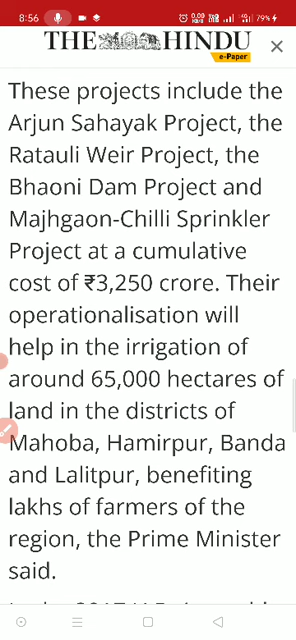 8:56
79%
THE HINDU
e-Paper
These projects include the
Arjun Sahayak Project, the
Ratauli Weir Project, the
Bhaoni Dam Project and
Majhgaon-Chilli Sprinkler
Project at a cumulative
cost of ₹3,250 crore. Their
operationalisation will
help in the irrigation of
around 65,000 hectares of
land in the districts of
Mahoba, Hamirpur, Banda
and Lalitpur, benefiting
lakhs of farmers of the
region, the Prime Minister
said.